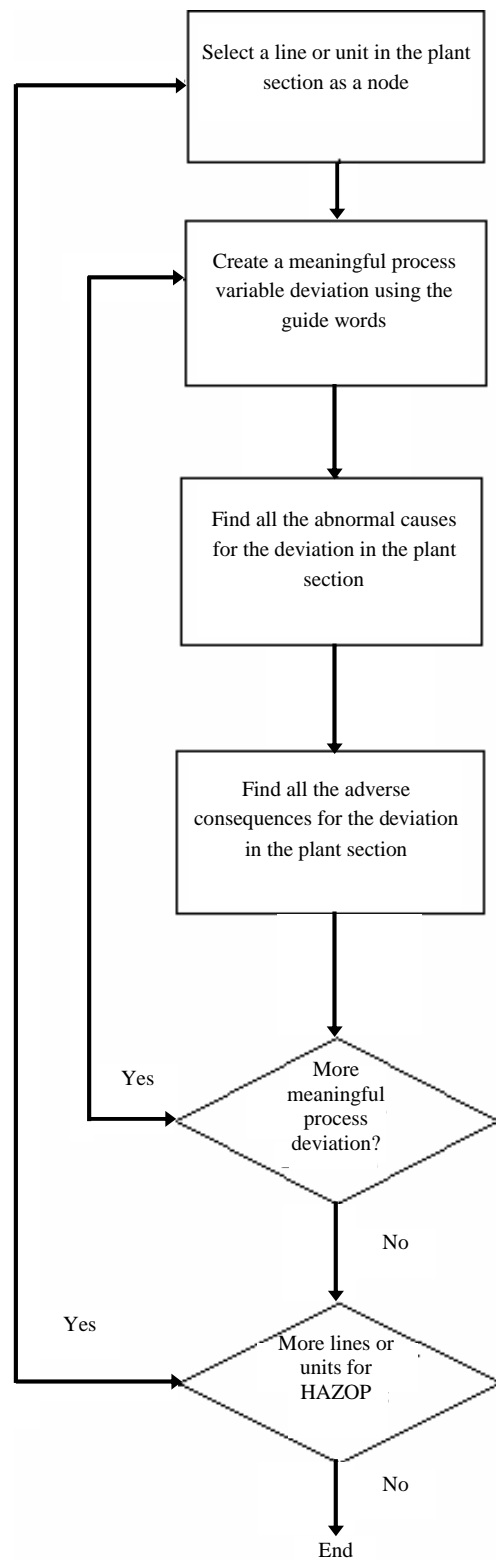 Select a line or unit in the plant
section as a node
Create a meaningful process
variable deviation using the
guide words
Find all the abnormal causes
for the deviation in the plant
section
Find all the adverse
consequences for the deviation
in the plant section
Yes
More
meaningful
process
deviation?
No
Yes
More lines or
units for
HAZOP
No
End